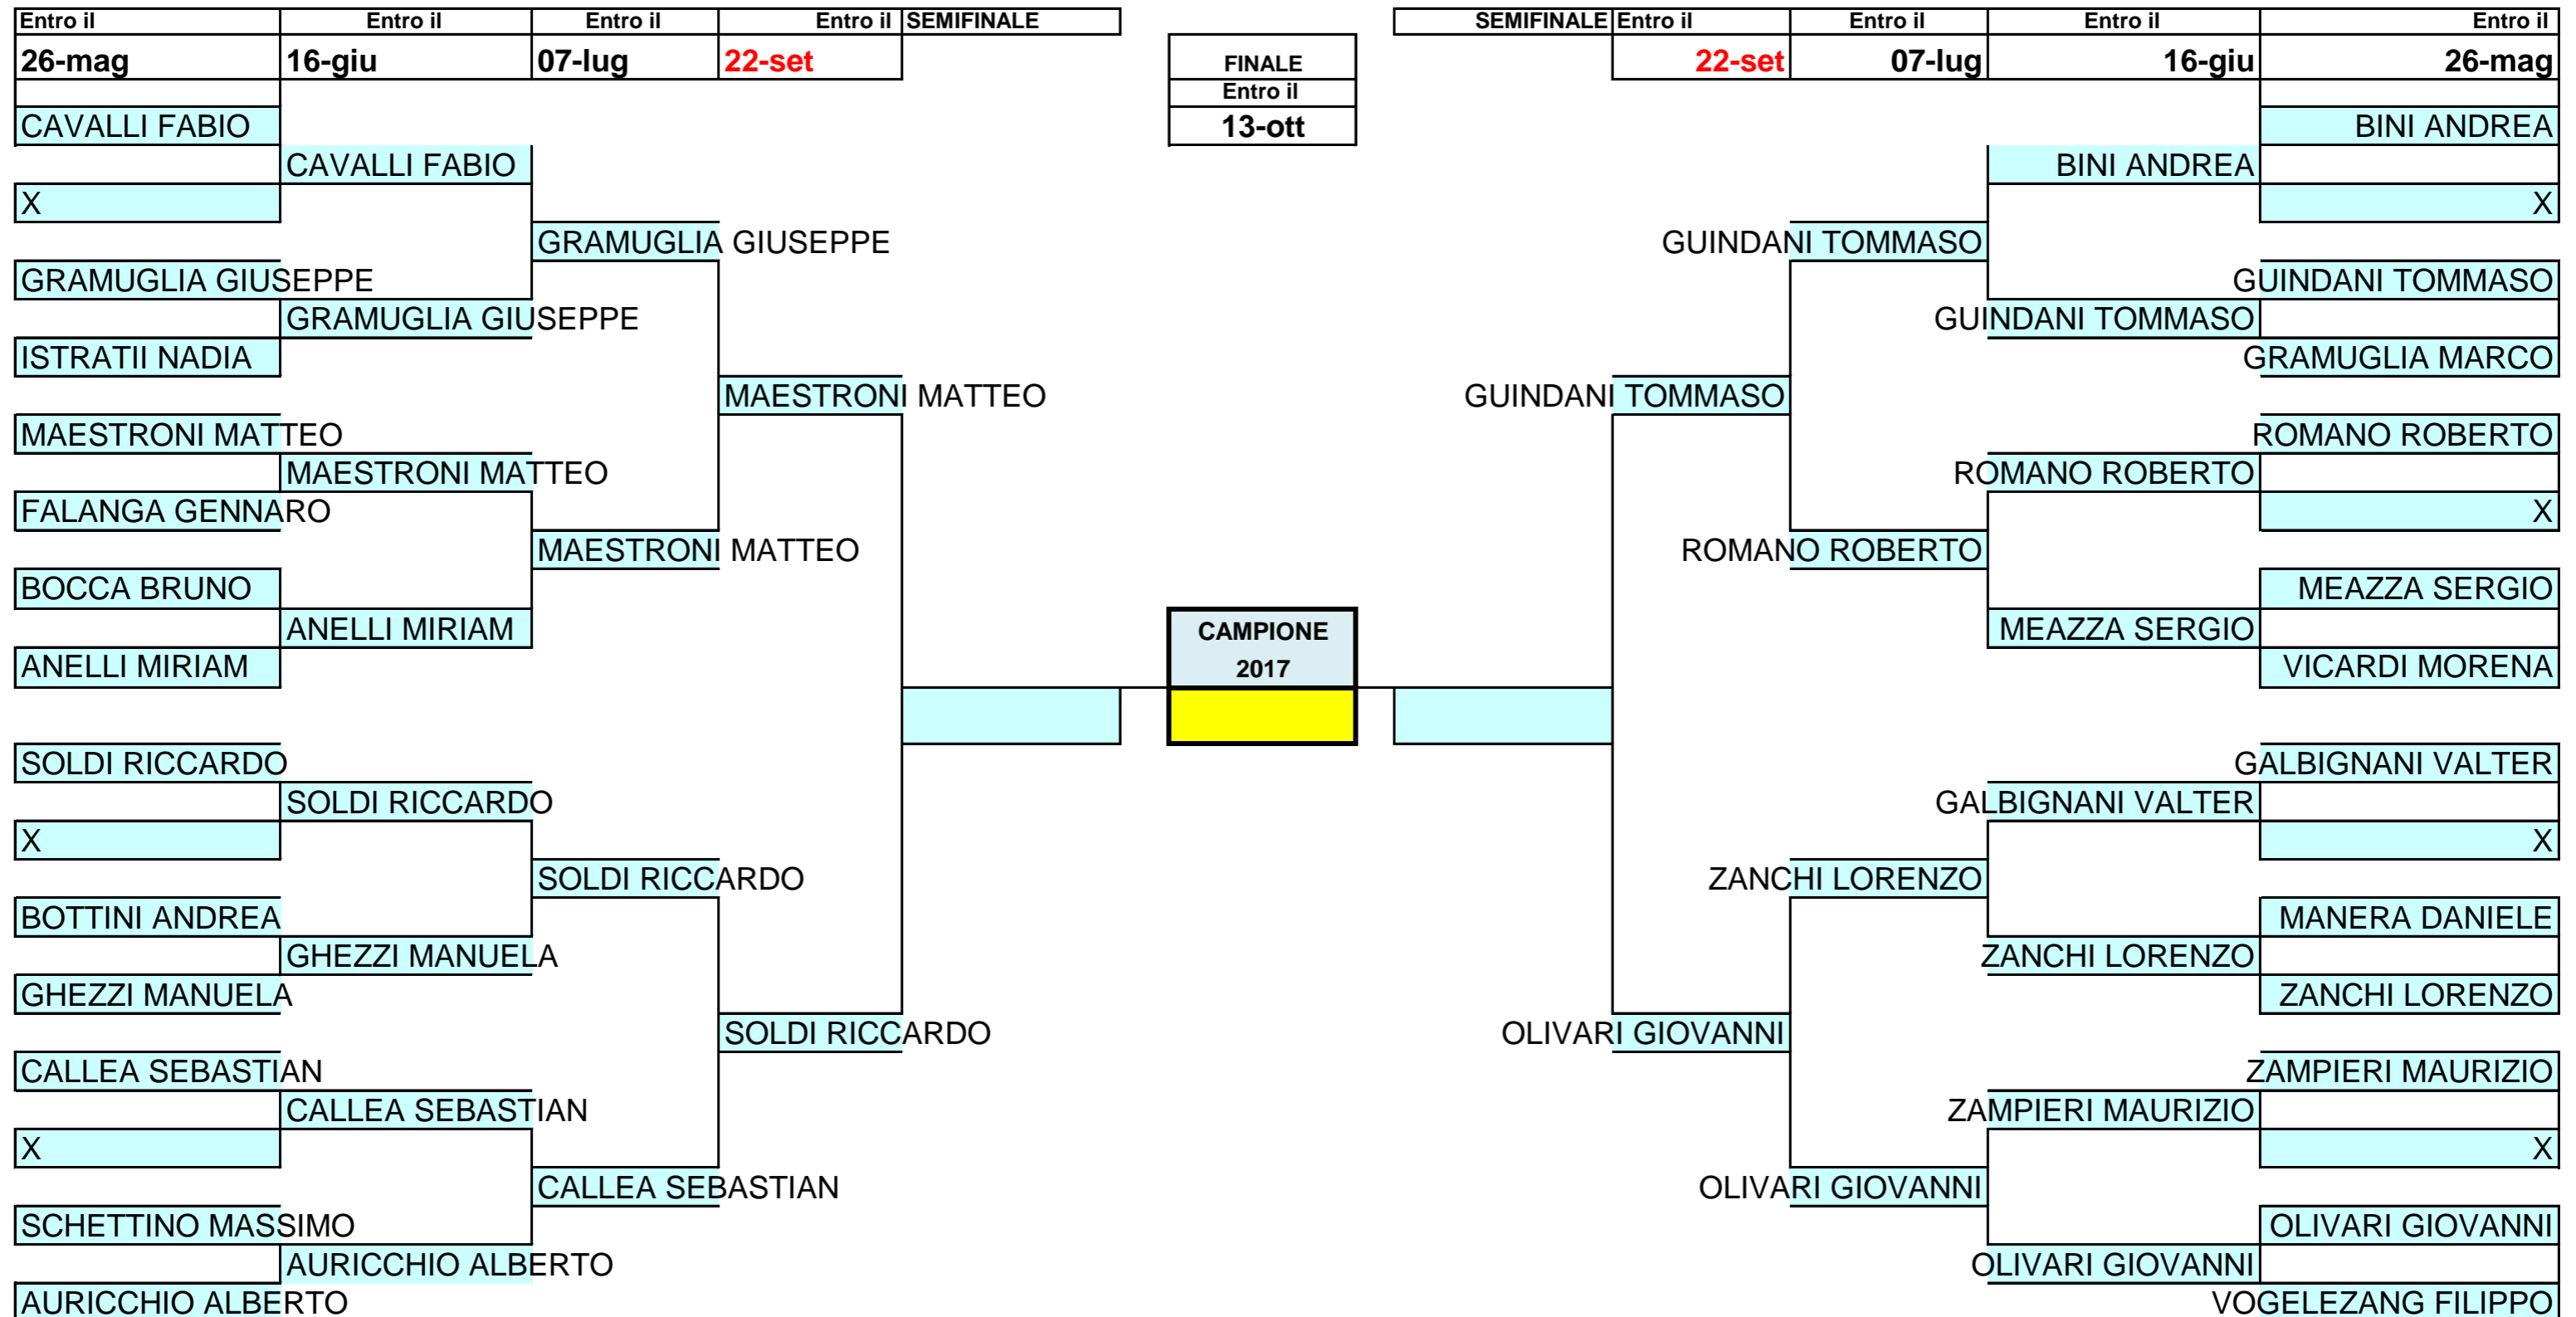 Entro il Entro il Entro il Entro il SEMIFINALE SEMIFINALE Entro il Entro il Entro il Entro il
26-mag 16-giu 07-lug 22-set FINALE 22-set 07-lug 16-giu 26-mag
Entro il
CAVALLI FABIO 13-ott BINI ANDREA
CAVALLI FABIO BINI ANDREA
X X
GRAMUGLIA GIUSEPPE GUINDANI TOMMASO
GRAMUGLIA GIUSEPPE GUINDANI TOMMASO
GRAMUGLIA GIUSEPPE GUINDANI TOMMASO
ISTRATII NADIA GRAMUGLIA MARCO
MAESTRONI MATTEO GUINDANI TOMMASO
MAESTRONI MATTEO ROMANO ROBERTO
MAESTRONI MATTEO ROMANO ROBERTO
FALANGA GENNARO X
MAESTRONI MATTEO ROMANO ROBERTO
BOCCA BRUNO MEAZZA SERGIO
ANELLI MIRIAM CAMPIONE MEAZZA SERGIO
ANELLI MIRIAM 2017 VICARDI MORENA
SOLDI RICCARDO GALBIGNANI VALTER
SOLDI RICCARDO GALBIGNANI VALTER
X X
SOLDI RICCARDO ZANCHI LORENZO
BOTTINI ANDREA MANERA DANIELE
GHEZZI MANUELA ZANCHI LORENZO
GHEZZI MANUELA ZANCHI LORENZO
SOLDI RICCARDO OLIVARI GIOVANNI
CALLEA SEBASTIAN ZAMPIERI MAURIZIO
CALLEA SEBASTIAN ZAMPIERI MAURIZIO
X X
CALLEA SEBASTIAN OLIVARI GIOVANNI
SCHETTINO MASSIMO OLIVARI GIOVANNI
AURICCHIO ALBERTO OLIVARI GIOVANNI
AURICCHIO ALBERTO VOGELEZANG FILIPPO